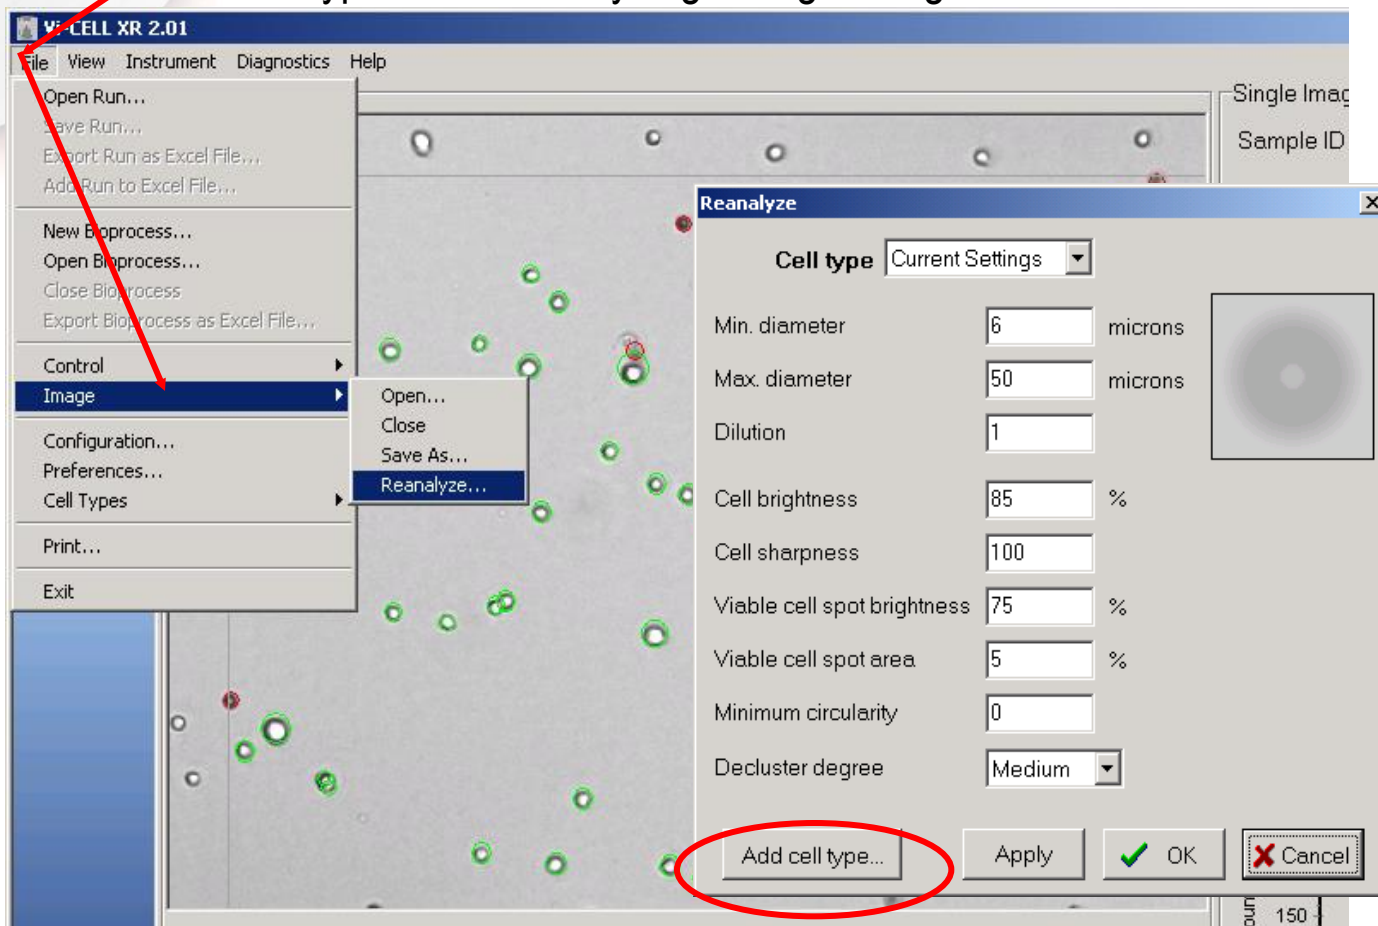 Vi-CELL XR 2.01
File View Instrument Diagnostics Help
Open Run...
Save Run...
Export Run as Excel File...
Add Run to Excel File...
New Bioprocess...
Open Bioprocess...
Close Bioprocess
Export Bioprocess as Excel File...
Control
Image
Configuration...
Preferences...
Cell Types
Print...
Exit
Open...
Close
Save As...
Reanalyze...
Single Imag
Sample ID
Reanalyze
Cell type Current Settings
Min. diameter 6 microns
Max. diameter 50 microns
Dilution 1
Cell brightness 85 %
Cell sharpness 100
Viable cell spot brightness 75 %
Viable cell spot area 5 %
Minimum circularity 0
Decluster degree Medium
Add cell type... Apply OK Cancel
150